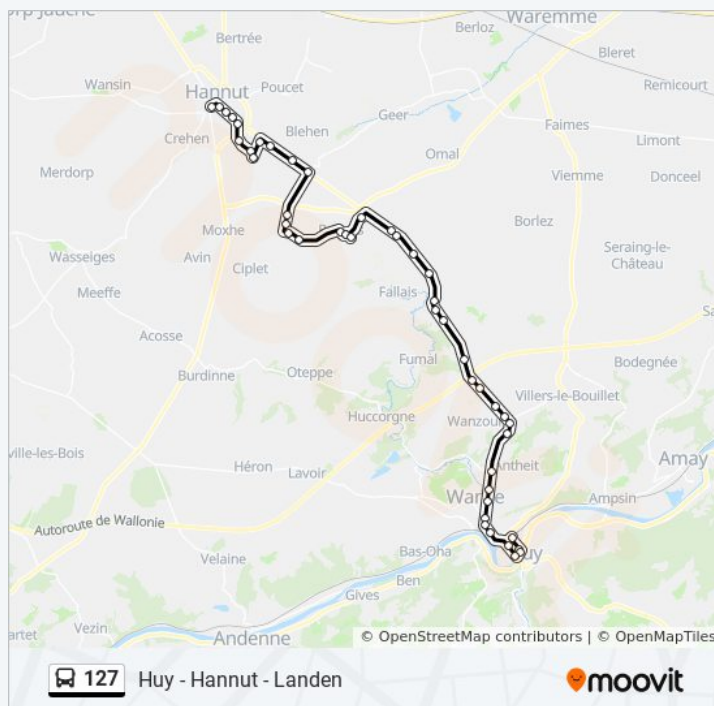 orp Jauche
Bertrée
Berloz
Waremme
Bleret
Wansin
Hannut
Poucet
Remicourt
Geer
Crehen
Blehen
Faimes
Limont
Omal
Merdorp
Viemme
Donceel
Moxhe
Borlez
Avin
Seraing-le-
Château
Wasseiges
Ciplet
Meeffe
Fallais
Acosse
Fumal
Bodegnée
Burdinne
Oteppe
Villers-le-Bouillet
Huccorgne
Wanzoul
Amay
ville-les-Bois
Héron
Lavoir
Antheit
Ampsin
Autoroute de Wallonie
Bas-Oha
Velaine
Ben
Gives
Vezin
Andenne
© OpenStreetMap contributors | © OpenMapTiles
127 Huy - Hannut - Landen
moovit